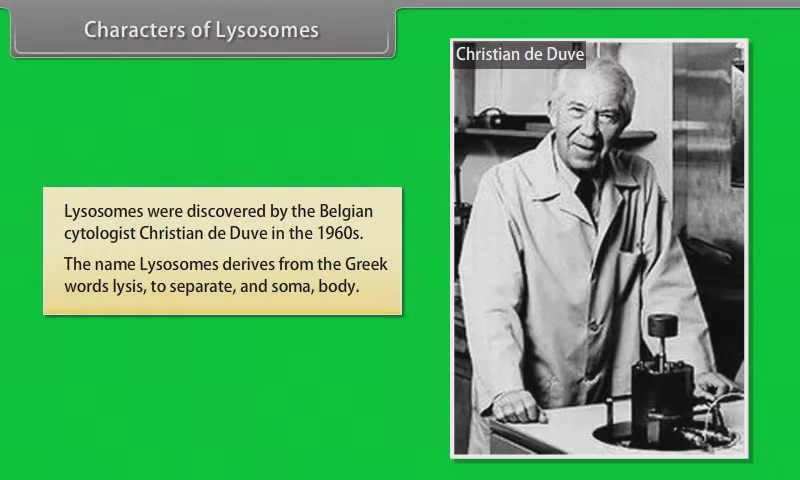 Characters of Lysosomes
Christian de Duve
Lysosomes were discovered by the Belgian
cytologist Christian de Duve in the 1960s.
The name Lysosomes derives from the Greek
words lysis, to separate, and soma, body.